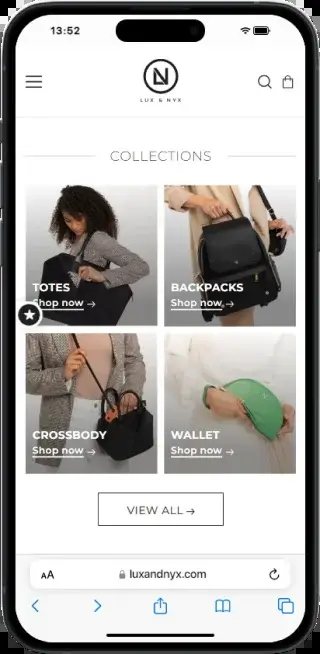 13:52
LUX & NYX
COLLECTIONS
TOTES
Shop now →
BACKPACKS
Shop now →
CROSSBODY
Shop now →
WALLET
Shop now →
VIEW ALL →
AA
luxandnyx.com